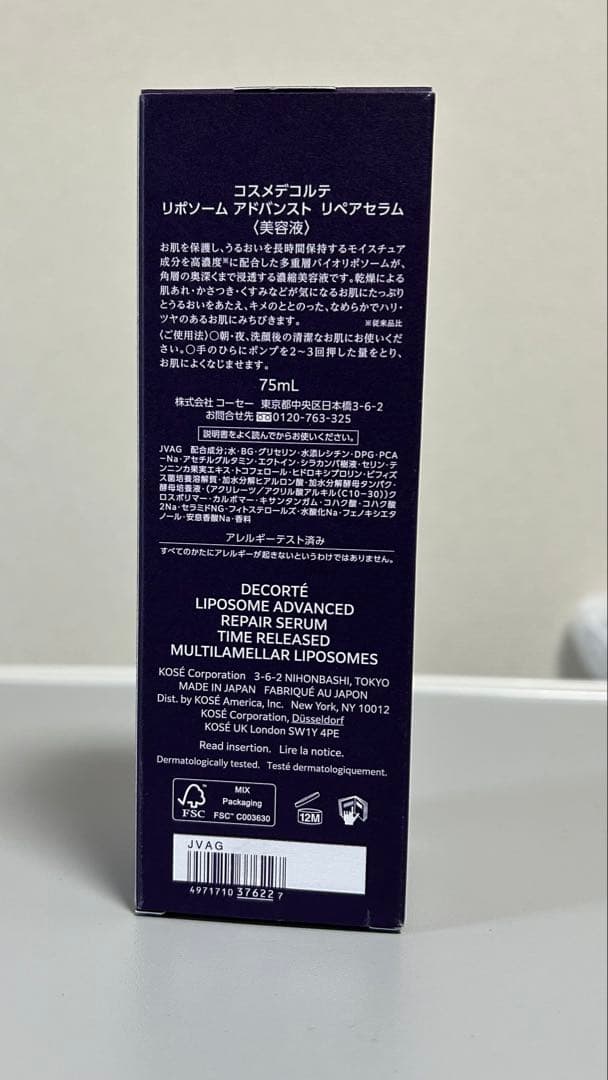 コスメデコルテ
リポソーム アドバンスト リペアセラム
〈美容液〉
お肌を保護し、うるおいを長時間保持するモイスチュア
成分を高濃度※に配合した多重層バイオリポソームが、
角層の奥深くまで浸透する濃縮美容液です。乾燥による
肌あれ・かさつき・くすみなどが気になるお肌にたっぷり
とうるおいをあたえ、キメのととのった、なめらかでハリ・
ツヤのあるお肌にみちびきます。 ※従来品比
〈ご使用法〉○朝・夜、洗顔後の清潔なお肌にお使いくだ
さい。○手のひらにポンプを2～3回押した量をとり、
お肌によくなじませます。
75mL
株式会社 コーセー 東京都中央区日本橋3-6-2
お問合せ先 0120-763-325
説明書をよく読んでからお使いください。
JVAG 配合成分:水・BG・グリセリン・水添レシチン・DPG・PCA
-Na・アセチルグルタミン・エクトイン・シラカンバ樹液・セリン・テ
ンニンカ果実エキス・トコフェロール・ヒドロキシプロリン・ビフィズ
ス菌培養溶解質・加水分解ヒアルロン酸・加水分解酵母タンパク・
酵母培養液・(アクリレーツ/アクリル酸アルキル(C10-30))ク
ロスポリマー・カルボマー・キサンタンガム・コハク酸・コハク酸
2Na・セラミドNG・フィトステロールズ・水酸化Na・フェノキシエタ
ノール・安息香酸Na・香料
アレルギーテスト済み
すべてのかたにアレルギーが起きないというわけではありません。
DECORTÉ
LIPOSOME ADVANCED
REPAIR SERUM
TIME RELEASED
MULTILAMELLAR LIPOSOMES
KOSÉ Corporation 3-6-2 NIHONBASHI, TOKYO
MADE IN JAPAN FABRIQUÉ AU JAPON
Dist. by KOSÉ America, Inc. New York, NY 10012
KOSÉ Corporation, Düsseldorf
KOSÉ UK London SW1Y 4PE
Read insertion. Lire la notice.
Dermatologically tested. Testé dermatologiquement.
FSC
MIX
Packaging
FSC™ C003630
12M
JVAG
4971710376227